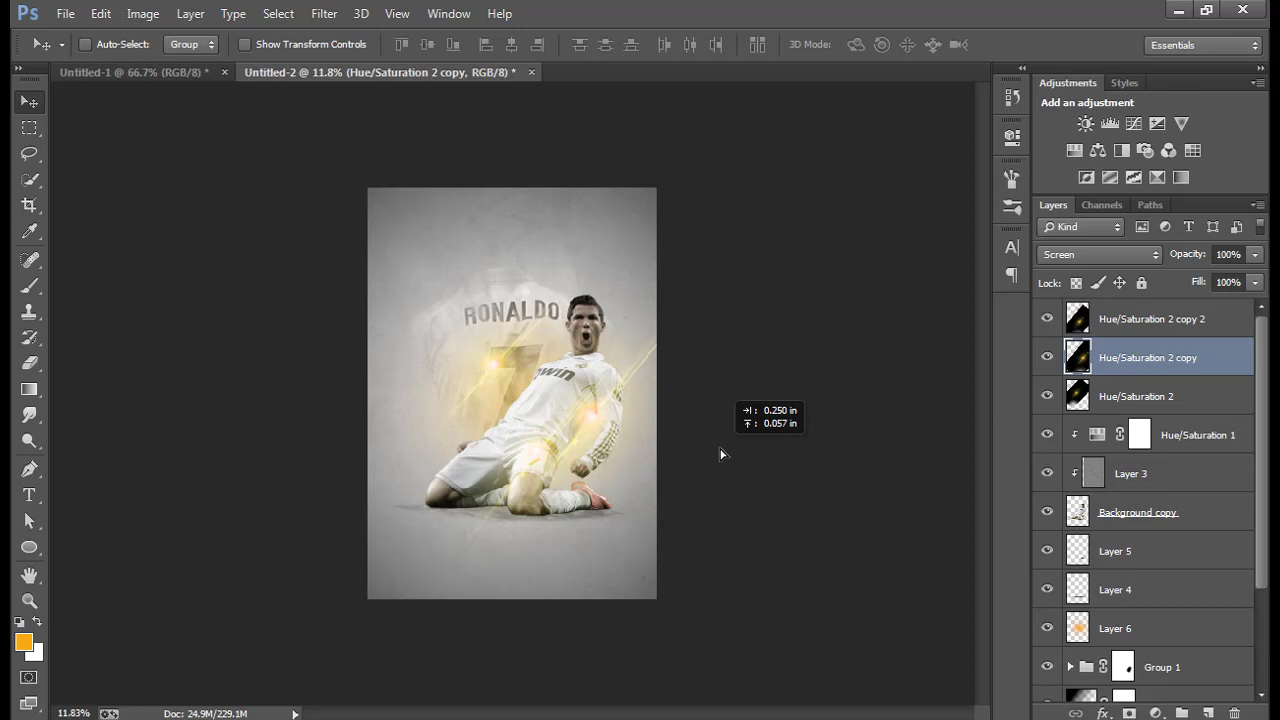 Ps File Edit Image Layer Type Select Filter 3D View Window Help
Auto-Select: Group Show Transform Controls 3D Mode: Essentials
Untitled-1 @ 66.7% (RGB/8) * × Untitled-2 @ 11.8% (Hue/Saturation 2 copy, RGB/8) * ×
Adjustments Styles
Add an adjustment
Layers Channels Paths
Kind
Screen Opacity: 100%
Lock: Fill: 100%
Hue/Saturation 2 copy 2
Hue/Saturation 2 copy
Hue/Saturation 2
Hue/Saturation 1
Layer 3
Background copy
Layer 5
Layer 4
Layer 6
Group 1
RONALDO
7
bwin
0.250 in
0.057 in
11.83% Doc: 24.9M/229.1M